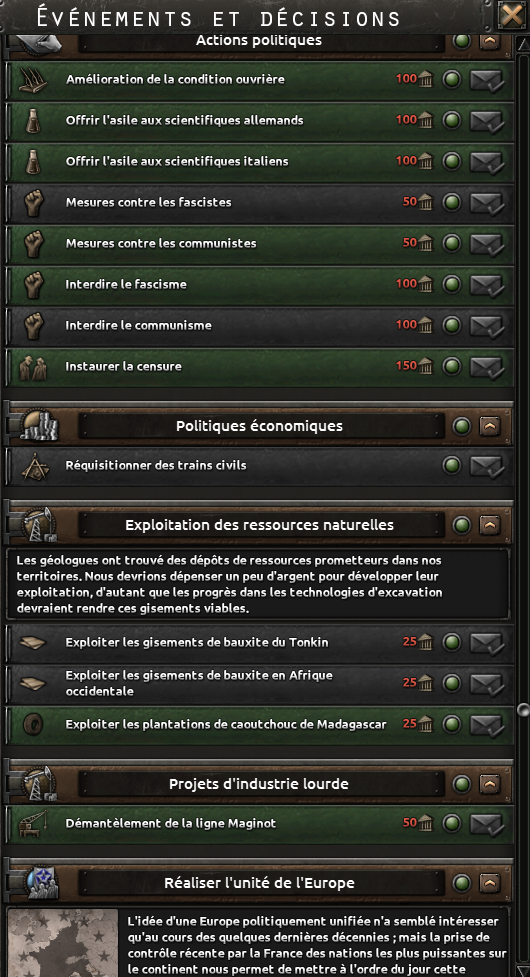 Événements et décisions
Actions politiques
Amélioration de la condition ouvrière 100
Offrir l'asile aux scientifiques allemands 100
Offrir l'asile aux scientifiques italiens 100
Mesures contre les fascistes 50
Mesures contre les communistes 50
Interdire le fascisme 100
Interdire le communisme 100
Instaurer la censure 150
Politiques économiques
Réquisitionner des trains civils
Exploitation des ressources naturelles
Les géologues ont trouvé des dépôts de ressources prometteurs dans nos
territoires. Nous devrions dépenser un peu d'argent pour développer leur
exploitation, d'autant que les progrès dans les technologies d'excavation
devraient rendre ces gisements viables.
Exploiter les gisements de bauxite du Tonkin 25
Exploiter les gisements de bauxite en Afrique
occidentale 25
Exploiter les plantations de caoutchouc de Madagascar 25
Projets d'industrie lourde
Démantèlement de la ligne Maginot 50
Réaliser l'unité de l'Europe
L'idée d'une Europe politiquement unifiée n'a semblé intéresser
qu'au cours des quelques dernières décennies ; mais la prise de
contrôle récente par la France des nations les plus puissantes sur
le continent nous permet de mettre à l'ordre du jour cette